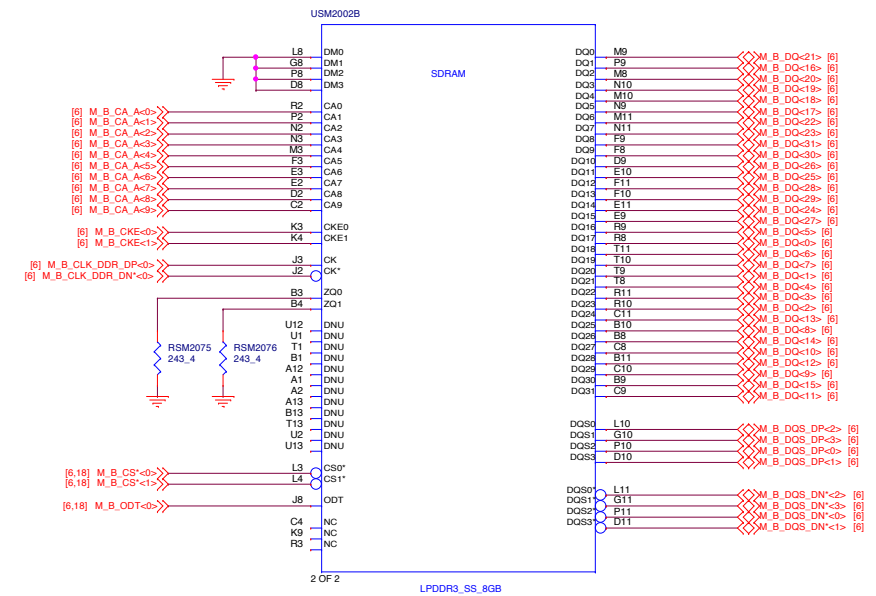 USM2002B
SDRAM
L8 DM0
G8 DM1
P8 DM2
D8 DM3
[6] M_B_CA_A<0> R2 CA0
[6] M_B_CA_A<1> P2 CA1
[6] M_B_CA_A<2> N2 CA2
[6] M_B_CA_A<3> N3 CA3
[6] M_B_CA_A<4> M3 CA4
[6] M_B_CA_A<5> F3 CA5
[6] M_B_CA_A<6> E3 CA6
[6] M_B_CA_A<7> E2 CA7
[6] M_B_CA_A<8> D2 CA8
[6] M_B_CA_A<9> C2 CA9
[6] M_B_CKE<0> K3 CKE0
[6] M_B_CKE<1> K4 CKE1
[6] M_B_CLK_DDR_DP<0> J3 CK
[6] M_B_CLK_DDR_DN*<0> J2 CK*
B3 ZQ0
B4 ZQ1
RSM2075
243_4
RSM2076
243_4
U12 DNU
U1 DNU
T1 DNU
B1 DNU
A12 DNU
A1 DNU
A2 DNU
A13 DNU
B13 DNU
T13 DNU
U2 DNU
U13 DNU
[6,18] M_B_CS*<0> L3 CS0*
[6,18] M_B_CS*<1> L4 CS1*
[6,18] M_B_ODT<0> J8 ODT
C4 NC
K9 NC
R3 NC
DQ0 M9 M_B_DQ<21> [6]
DQ1 P9 M_B_DQ<16> [6]
DQ2 M8 M_B_DQ<20> [6]
DQ3 N10 M_B_DQ<19> [6]
DQ4 M10 M_B_DQ<18> [6]
DQ5 N9 M_B_DQ<17> [6]
DQ6 M11 M_B_DQ<22> [6]
DQ7 N11 M_B_DQ<23> [6]
DQ8 F9 M_B_DQ<31> [6]
DQ9 F8 M_B_DQ<30> [6]
DQ10 D9 M_B_DQ<26> [6]
DQ11 E10 M_B_DQ<25> [6]
DQ12 F11 M_B_DQ<28> [6]
DQ13 F10 M_B_DQ<29> [6]
DQ14 E11 M_B_DQ<24> [6]
DQ15 E9 M_B_DQ<27> [6]
DQ16 R9 M_B_DQ<5> [6]
DQ17 R8 M_B_DQ<0> [6]
DQ18 T11 M_B_DQ<6> [6]
DQ19 T10 M_B_DQ<7> [6]
DQ20 T9 M_B_DQ<1> [6]
DQ21 T8 M_B_DQ<4> [6]
DQ22 R11 M_B_DQ<3> [6]
DQ23 R10 M_B_DQ<2> [6]
DQ24 C11 M_B_DQ<13> [6]
DQ25 B10 M_B_DQ<8> [6]
DQ26 B8 M_B_DQ<14> [6]
DQ27 C8 M_B_DQ<10> [6]
DQ28 B11 M_B_DQ<12> [6]
DQ29 C10 M_B_DQ<9> [6]
DQ30 B9 M_B_DQ<15> [6]
DQ31 C9 M_B_DQ<11> [6]
DQS0 L10 M_B_DQS_DP<2> [6]
DQS1 G10 M_B_DQS_DP<3> [6]
DQS2 P10 M_B_DQS_DP<0> [6]
DQS3 D10 M_B_DQS_DP<1> [6]
DQS0* L11 M_B_DQS_DN*<2> [6]
DQS1* G11 M_B_DQS_DN*<3> [6]
DQS2* P11 M_B_DQS_DN*<0> [6]
DQS3* D11 M_B_DQS_DN*<1> [6]
2 OF 2
LPDDR3_SS_8GB